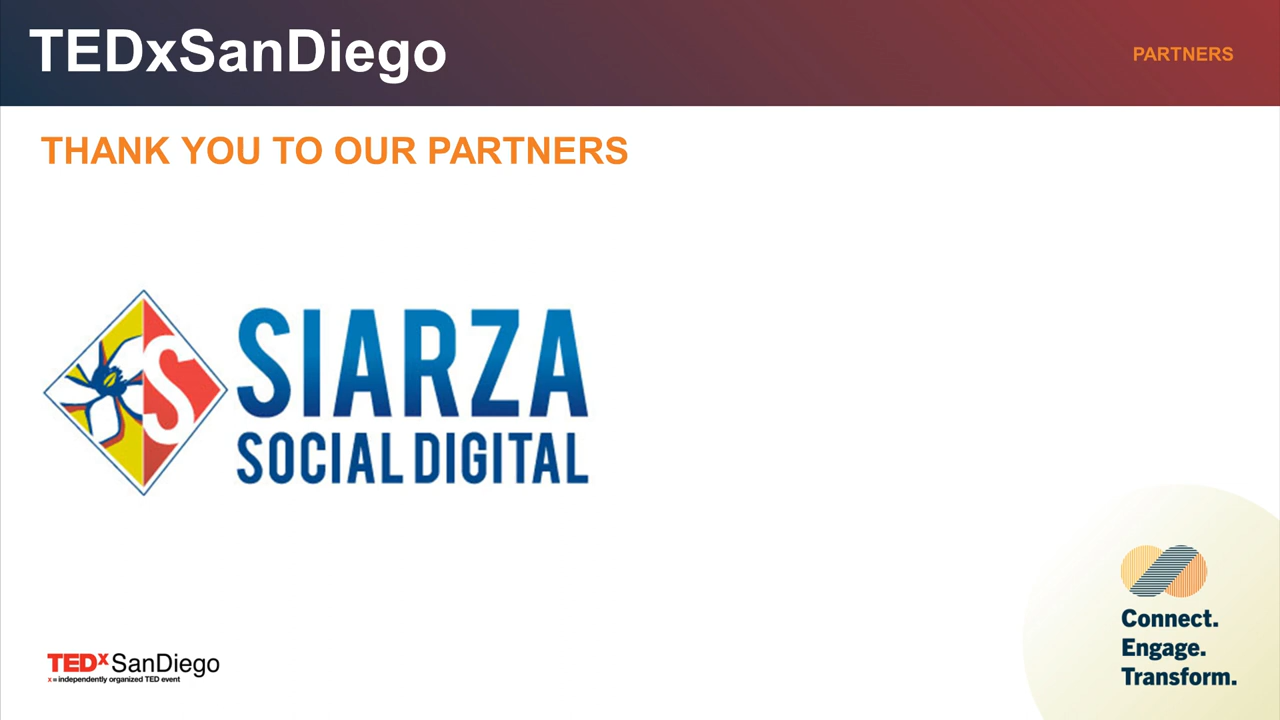 TEDxSanDiego
PARTNERS
THANK YOU TO OUR PARTNERS
S
SIARZA
SOCIAL DIGITAL
Connect.
Engage.
Transform.
TEDx SanDiego
x = independently organized TED event